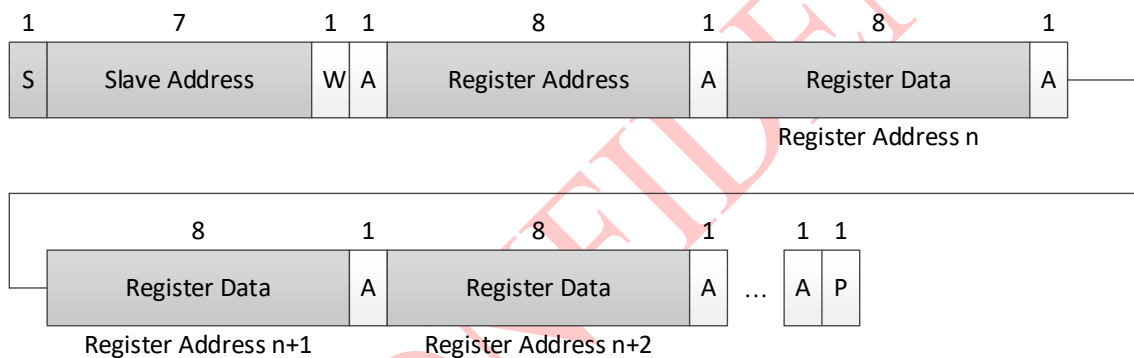 1 7 1 1 8 1 8 1
S Slave Address W A Register Address A Register Data A
Register Address n
8 1 8 1 1 1
Register Data A Register Data A ... A P
Register Address n+1 Register Address n+2